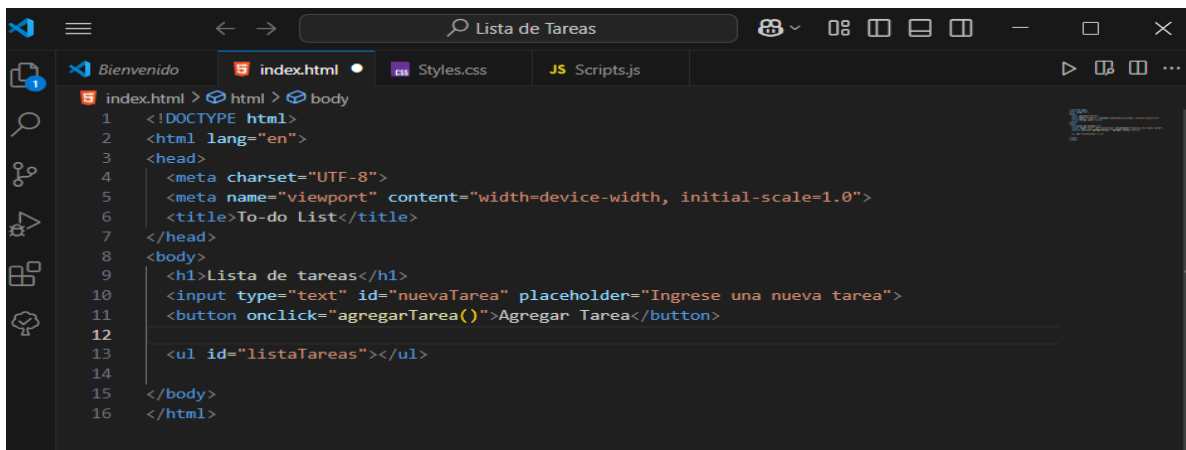 Lista de Tareas
1
Bienvenido
index.html
css Styles.css
JS Scripts.js
index.html > html > body
1 <!DOCTYPE html>
2 <html lang="en">
3 <head>
4 <meta charset="UTF-8">
5 <meta name="viewport" content="width=device-width, initial-scale=1.0">
6 <title>To-do List</title>
7 </head>
8 <body>
9 <h1>Lista de tareas</h1>
10 <input type="text" id="nuevaTarea" placeholder="Ingrese una nueva tarea">
11 <button onclick="agregarTarea()">Agregar Tarea</button>
12
13 <ul id="listaTareas"></ul>
14
15 </body>
16 </html>